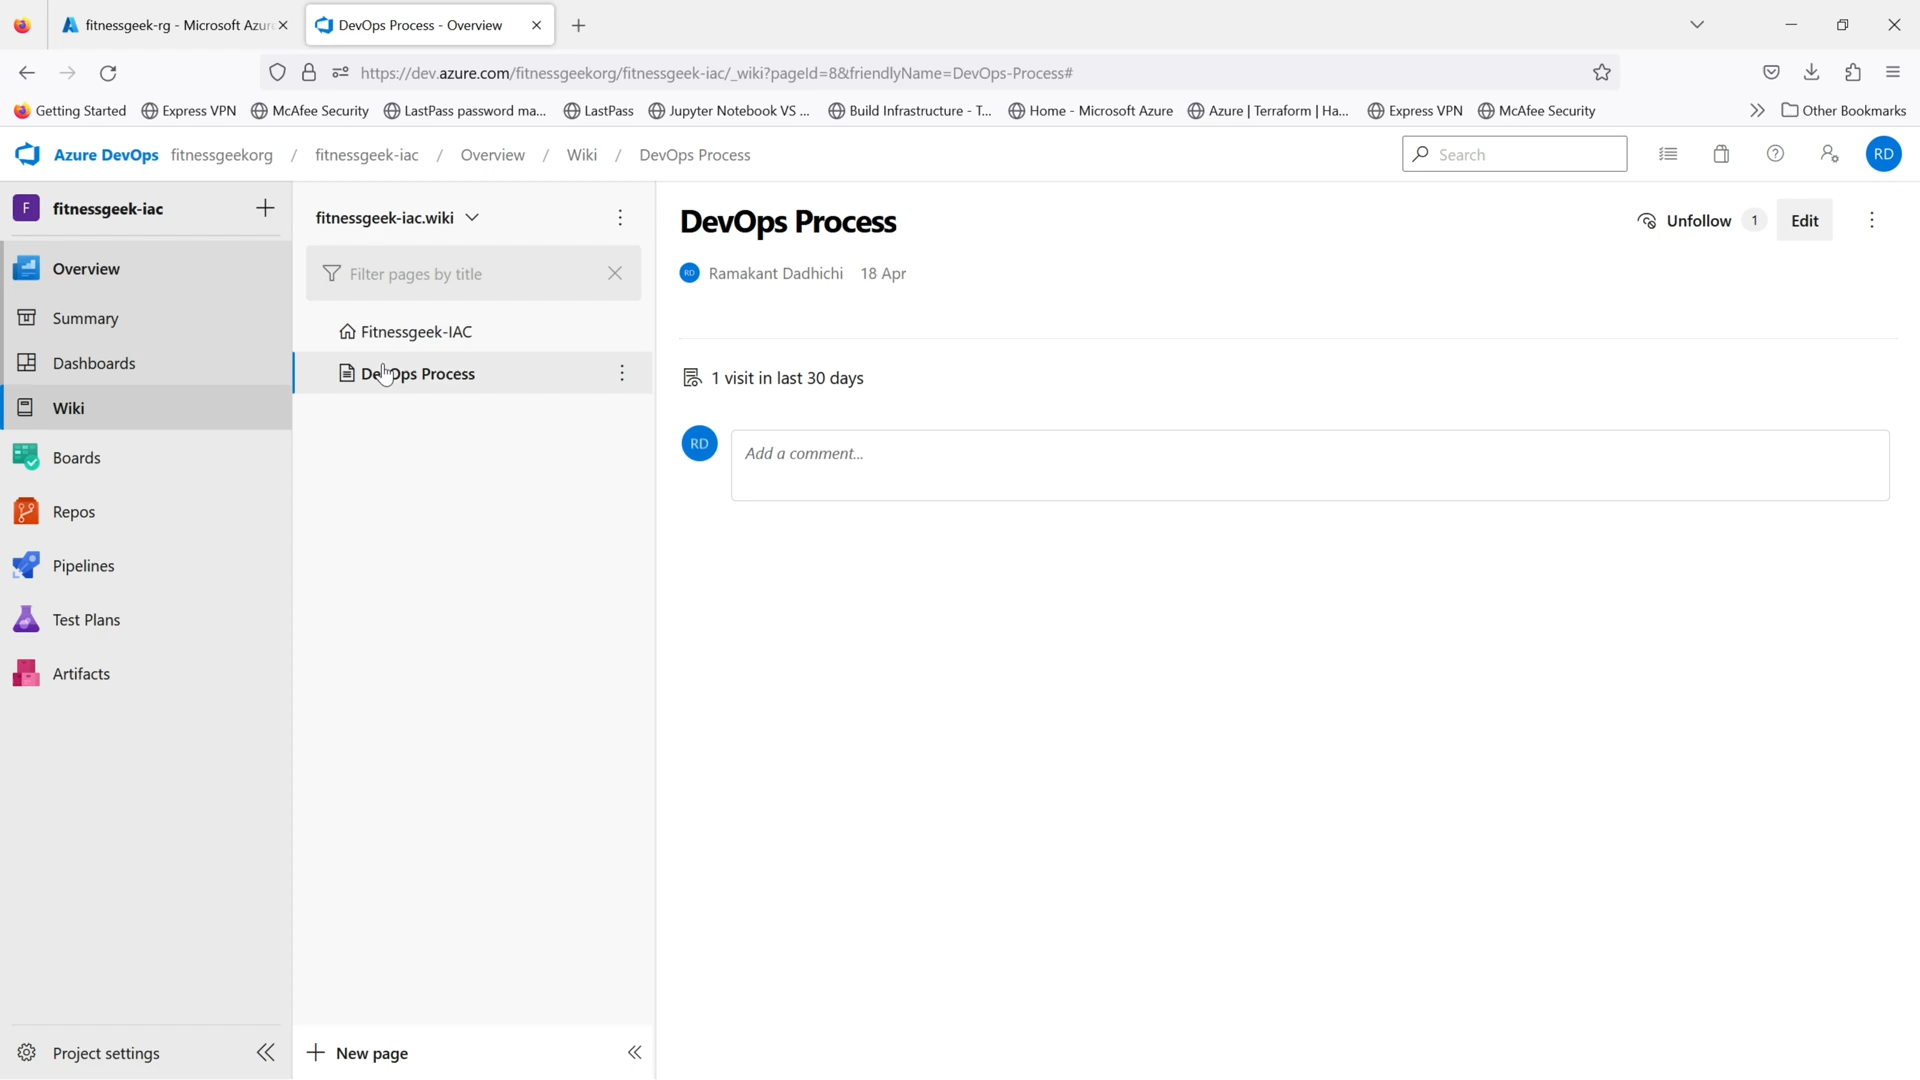 fitnessgeek-rg - Microsoft Azur
DevOps Process - Overview
https://dev.azure.com/fitnessgeekorg/fitnessgeek-iac/_wiki?pageId=8&friendlyName=DevOps-Process#
Getting Started Express VPN McAfee Security LastPass password ma... LastPass Jupyter Notebook VS ... Build Infrastructure - T... Home - Microsoft Azure Azure | Terraform | Ha... Express VPN McAfee Security Other Bookmarks
Azure DevOps fitnessgeekorg / fitnessgeek-iac / Overview / Wiki / DevOps Process
Search
RD
F fitnessgeek-iac
Overview
Summary
Dashboards
Wiki
Boards
Repos
Pipelines
Test Plans
Artifacts
Project settings
fitnessgeek-iac.wiki
Filter pages by title
Fitnessgeek-IAC
DevOps Process
New page
DevOps Process
Unfollow 1 Edit
RD Ramakant Dadhichi 18 Apr
1 visit in last 30 days
RD Add a comment...